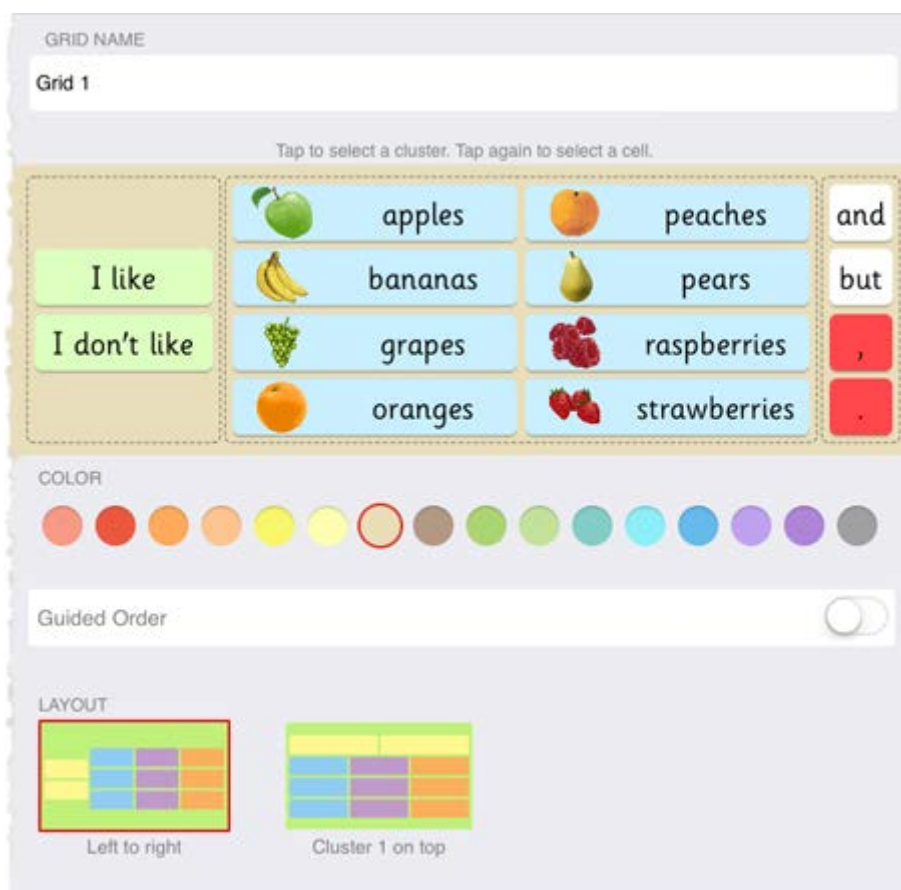 GRID NAME
Grid 1
Tap to select a cluster. Tap again to select a cell.
apples peaches and
I like bananas pears but
I don't like grapes raspberries ,
oranges strawberries .
COLOR
Guided Order
LAYOUT
Left to right Cluster 1 on top